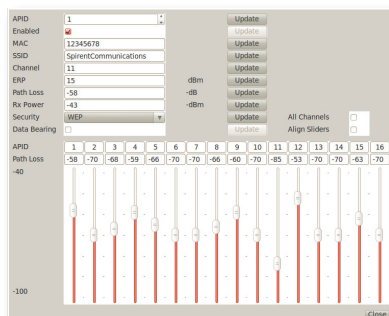 APID 1 Update
Enabled Update
MAC 12345678 Update
SSID SpirentCommunications Update
Channel 11 Update
ERP 15 dBm Update
Path Loss -58 -dB Update
Rx Power -43 -dBm Update
Security WEP Update All Channels
Data Bearing Update Align Sliders
APID 1 2 3 4 5 6 7 8 9 10 11 12 13 14 15 16
Path Loss -58 -70 -68 -59 -66 -70 -70 -66 -60 -70 -85 -53 -70 -70 -63 -70
-40
-100
Close